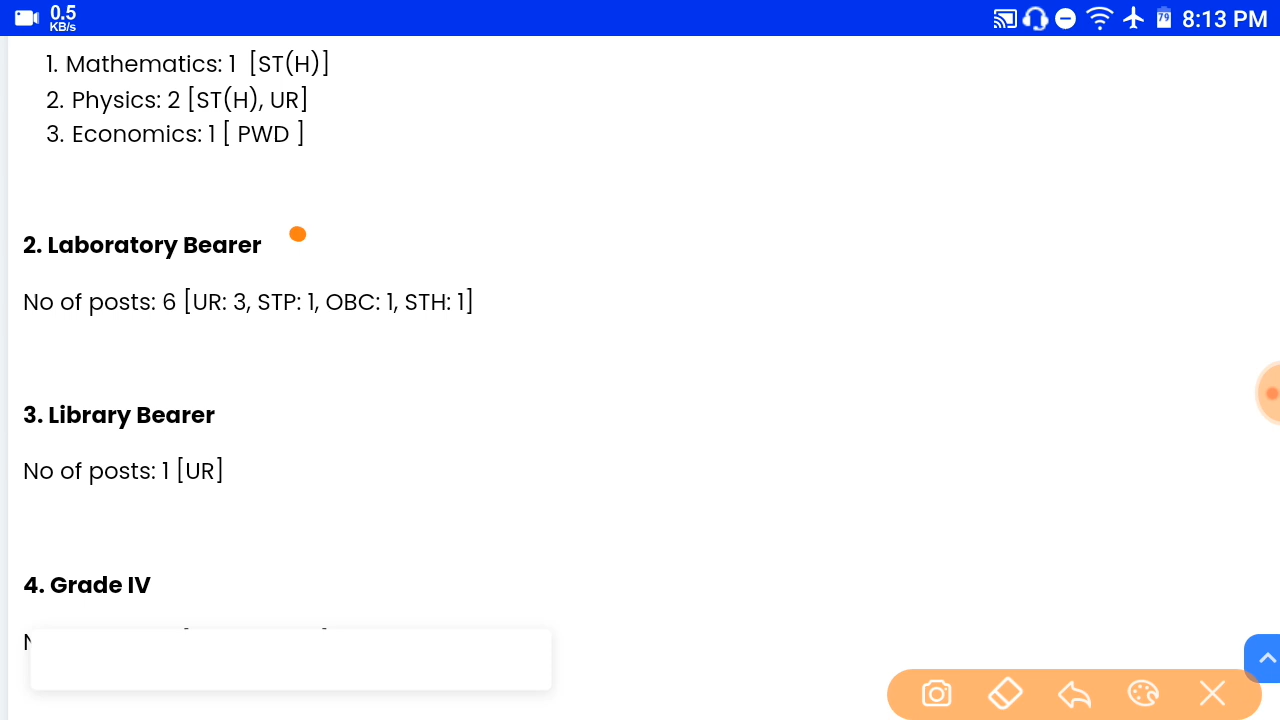 0.5
KB/s
79 8:13 PM
1. Mathematics: 1 [ST(H)]
2. Physics: 2 [ST(H), UR]
3. Economics: 1 [ PWD ]
2. Laboratory Bearer
No of posts: 6 [UR: 3, STP: 1, OBC: 1, STH: 1]
3. Library Bearer
No of posts: 1 [UR]
4. Grade IV